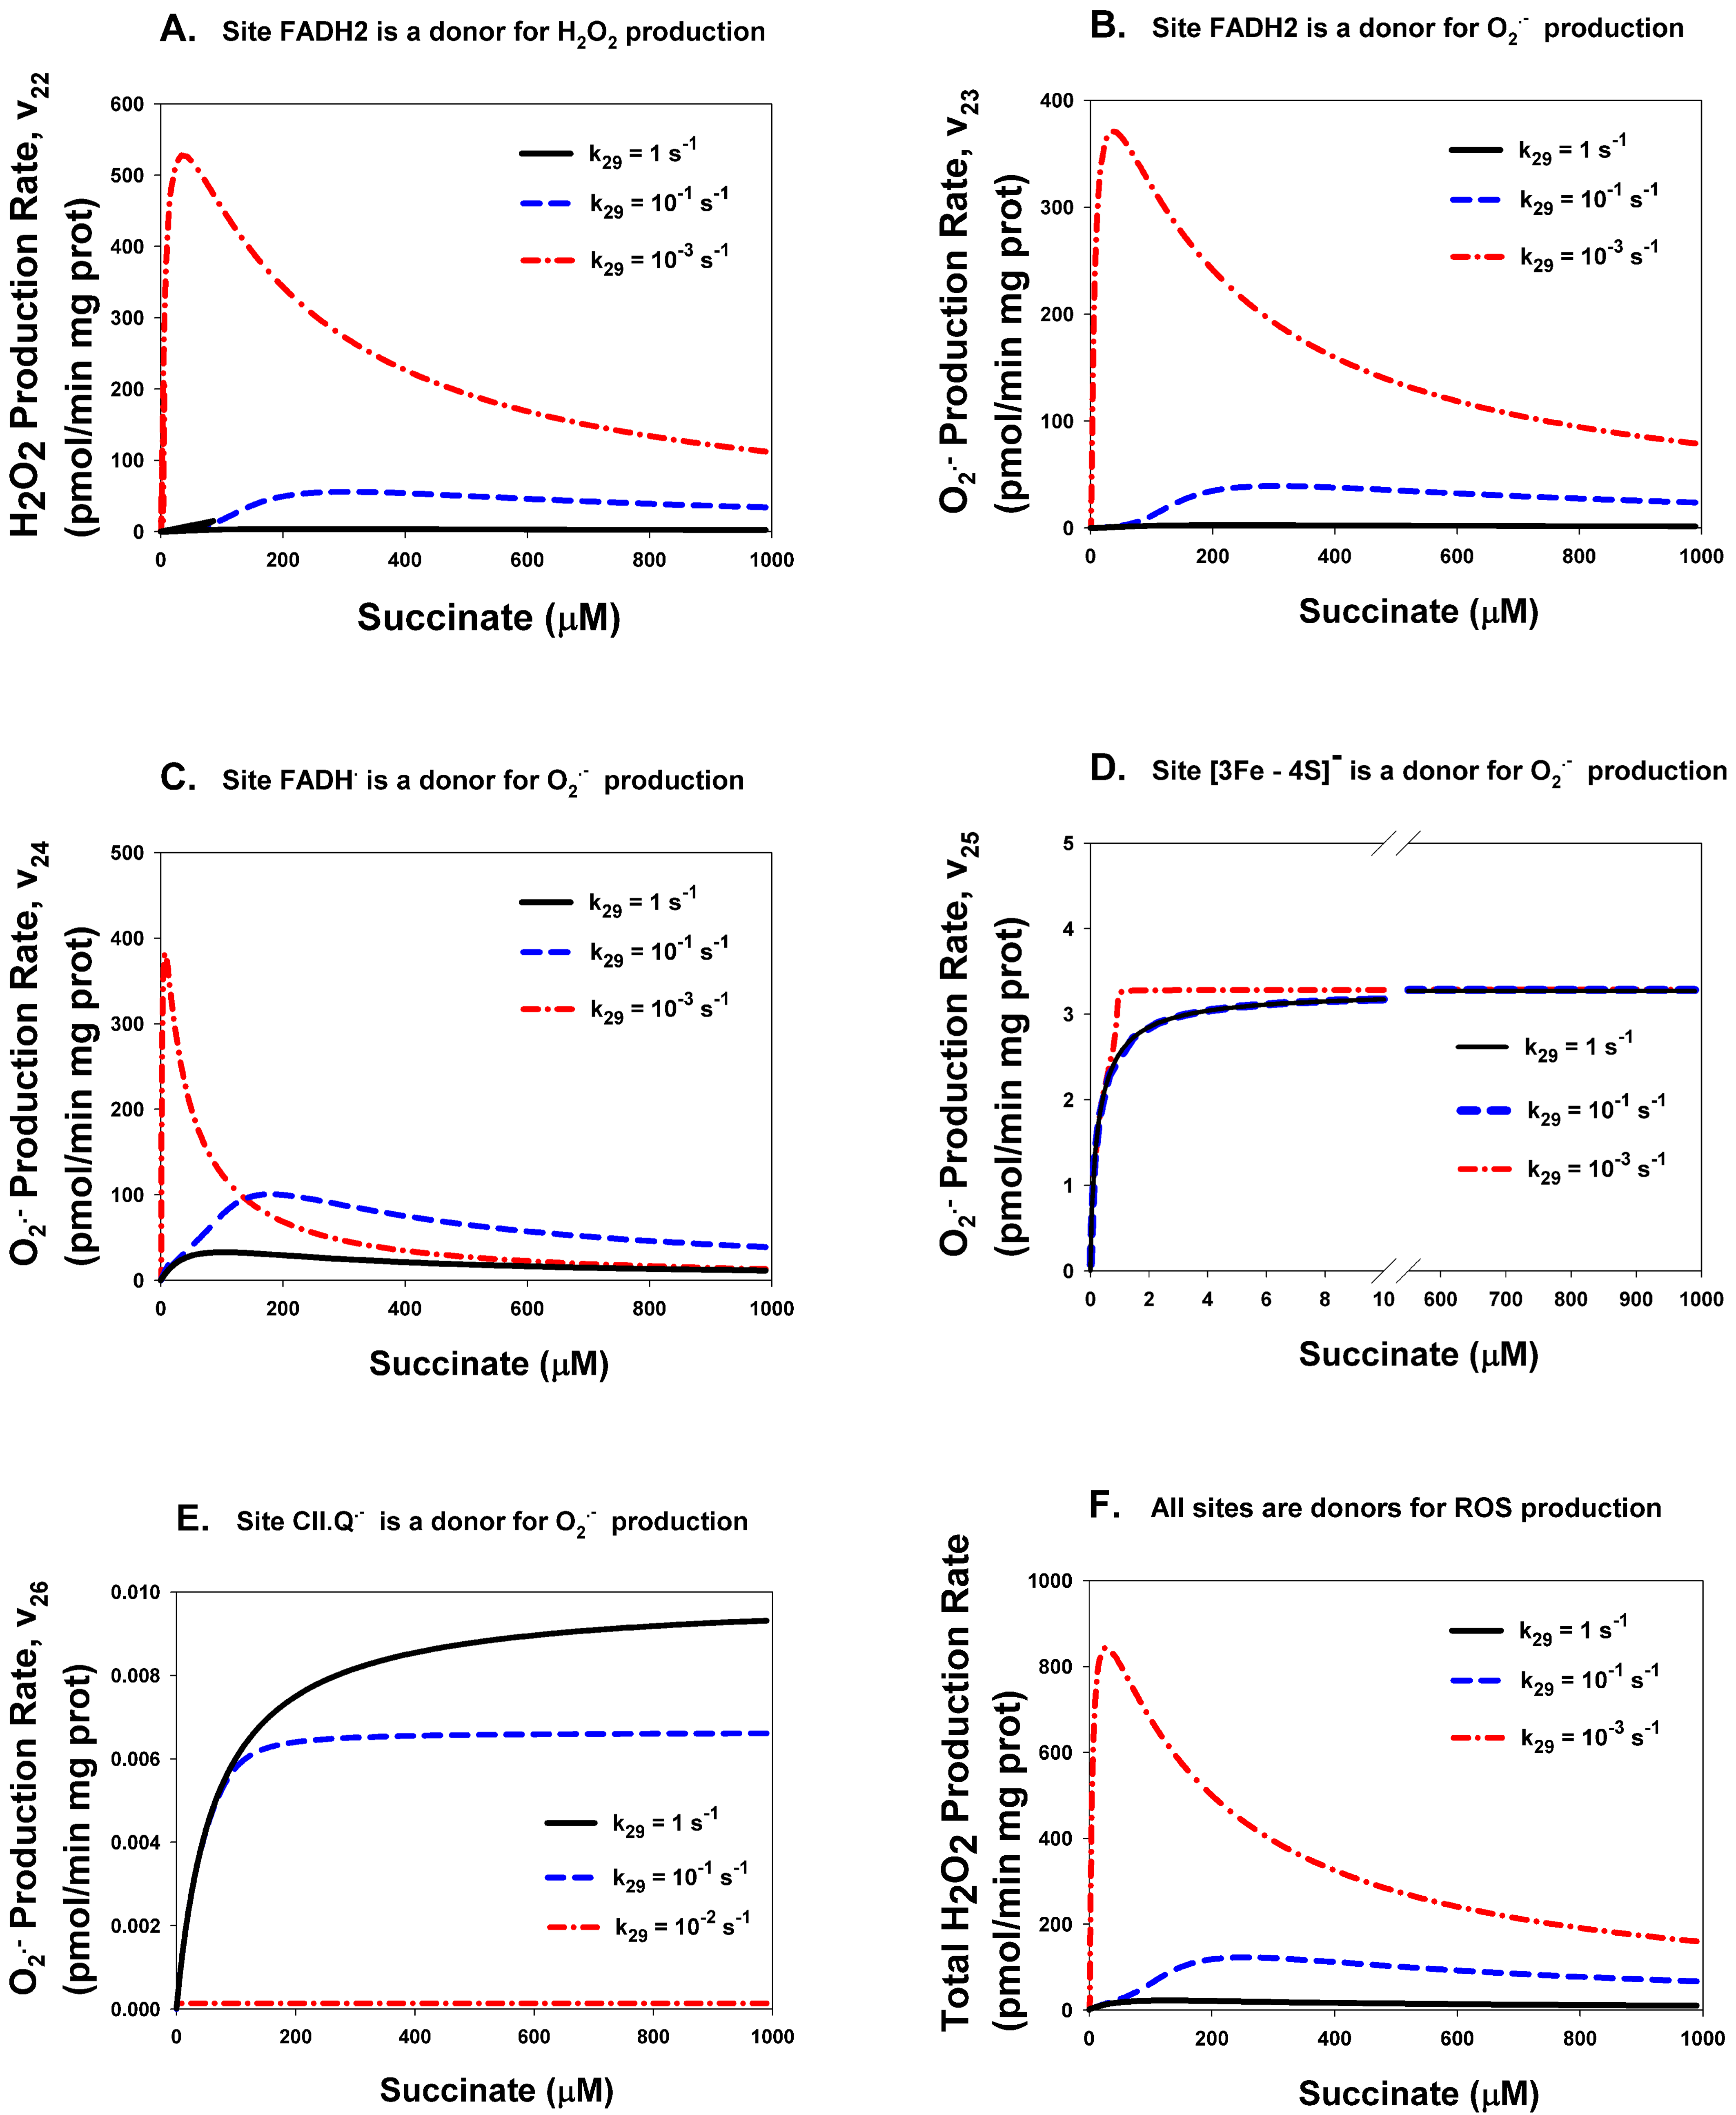 A. Site FADH2 is a donor for H₂O₂ production
H2O2 Production Rate, v₂₂
(pmol/min mg prot)
600
500
400
300
200
100
0
k₂₉ = 1 s⁻¹
k₂₉ = 10⁻¹ s⁻¹
k₂₉ = 10⁻³ s⁻¹
0 200 400 600 800 1000
Succinate (μM)
B. Site FADH2 is a donor for O₂·⁻ production
O₂·⁻ Production Rate, v₂₃
(pmol/min mg prot)
400
300
200
100
0
k₂₉ = 1 s⁻¹
k₂₉ = 10⁻¹ s⁻¹
k₂₉ = 10⁻³ s⁻¹
0 200 400 600 800 1000
Succinate (μM)
C. Site FADH· is a donor for O₂·⁻ production
O₂·⁻ Production Rate, v₂₄
(pmol/min mg prot)
500
400
300
200
100
0
k₂₉ = 1 s⁻¹
k₂₉ = 10⁻¹ s⁻¹
k₂₉ = 10⁻³ s⁻¹
0 200 400 600 800 1000
Succinate (μM)
D. Site [3Fe - 4S]⁻ is a donor for O₂·⁻ production
O₂·⁻ Production Rate, v₂₅
(pmol/min mg prot)
5
4
3
2
1
0
k₂₉ = 1 s⁻¹
k₂₉ = 10⁻¹ s⁻¹
k₂₉ = 10⁻³ s⁻¹
0 2 4 6 8 10 600 700 800 900 1000
Succinate (μM)
E. Site CII.Q·⁻ is a donor for O₂·⁻ production
O₂·⁻ Production Rate, v₂₆
(pmol/min mg prot)
0.010
0.008
0.006
0.004
0.002
0.000
k₂₉ = 1 s⁻¹
k₂₉ = 10⁻¹ s⁻¹
k₂₉ = 10⁻² s⁻¹
0 200 400 600 800 1000
Succinate (μM)
F. All sites are donors for ROS production
Total H2O2 Production Rate
(pmol/min mg prot)
1000
800
600
400
200
0
k₂₉ = 1 s⁻¹
k₂₉ = 10⁻¹ s⁻¹
k₂₉ = 10⁻³ s⁻¹
0 200 400 600 800 1000
Succinate (μM)